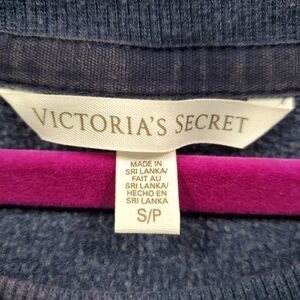 VICTORIA'S SECRET
MADE IN
SRI LANKA/
FAIT AU
SRI LANKA/
HECHO EN
SRI LANKA
S/P